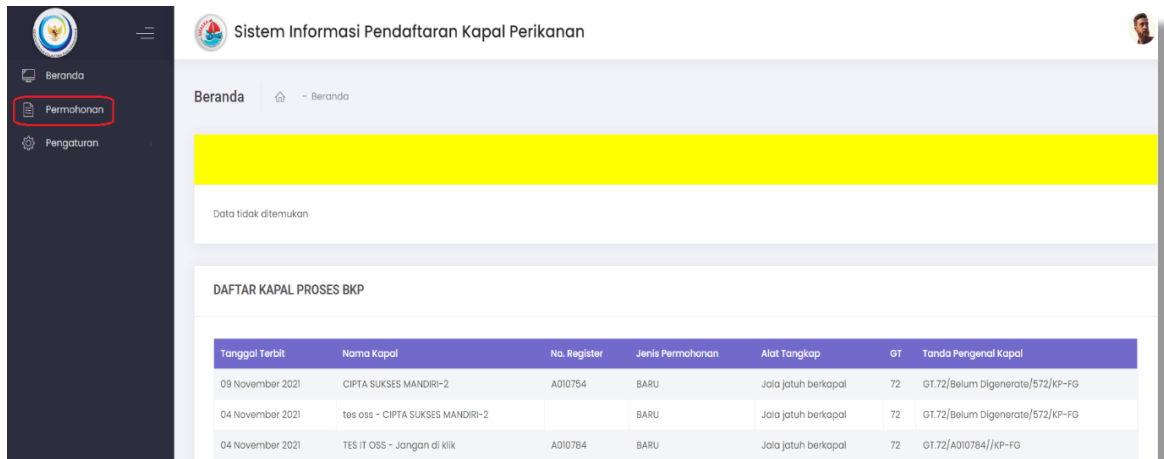 Sistem Informasi Pendaftaran Kapal Perikanan
Beranda
Permohonan
Pengaturan
Beranda - Beranda
Data tidak ditemukan
DAFTAR KAPAL PROSES BKP
Tanggal Terbit Nama Kapal No. Register Jenis Permohonan Alat Tangkap GT Tanda Pengenal Kapal
09 November 2021 CIPTA SUKSES MANDIRI-2 A010754 BARU Jala jatuh berkapal 72 GT.72/Belum Digenerate/572/KP-FG
04 November 2021 tes oss - CIPTA SUKSES MANDIRI-2 BARU Jala jatuh berkapal 72 GT.72/Belum Digenerate/572/KP-FG
04 November 2021 TES IT OSS - Jangan di klik A010784 BARU Jala jatuh berkapal 72 GT.72/A010784//KP-FG